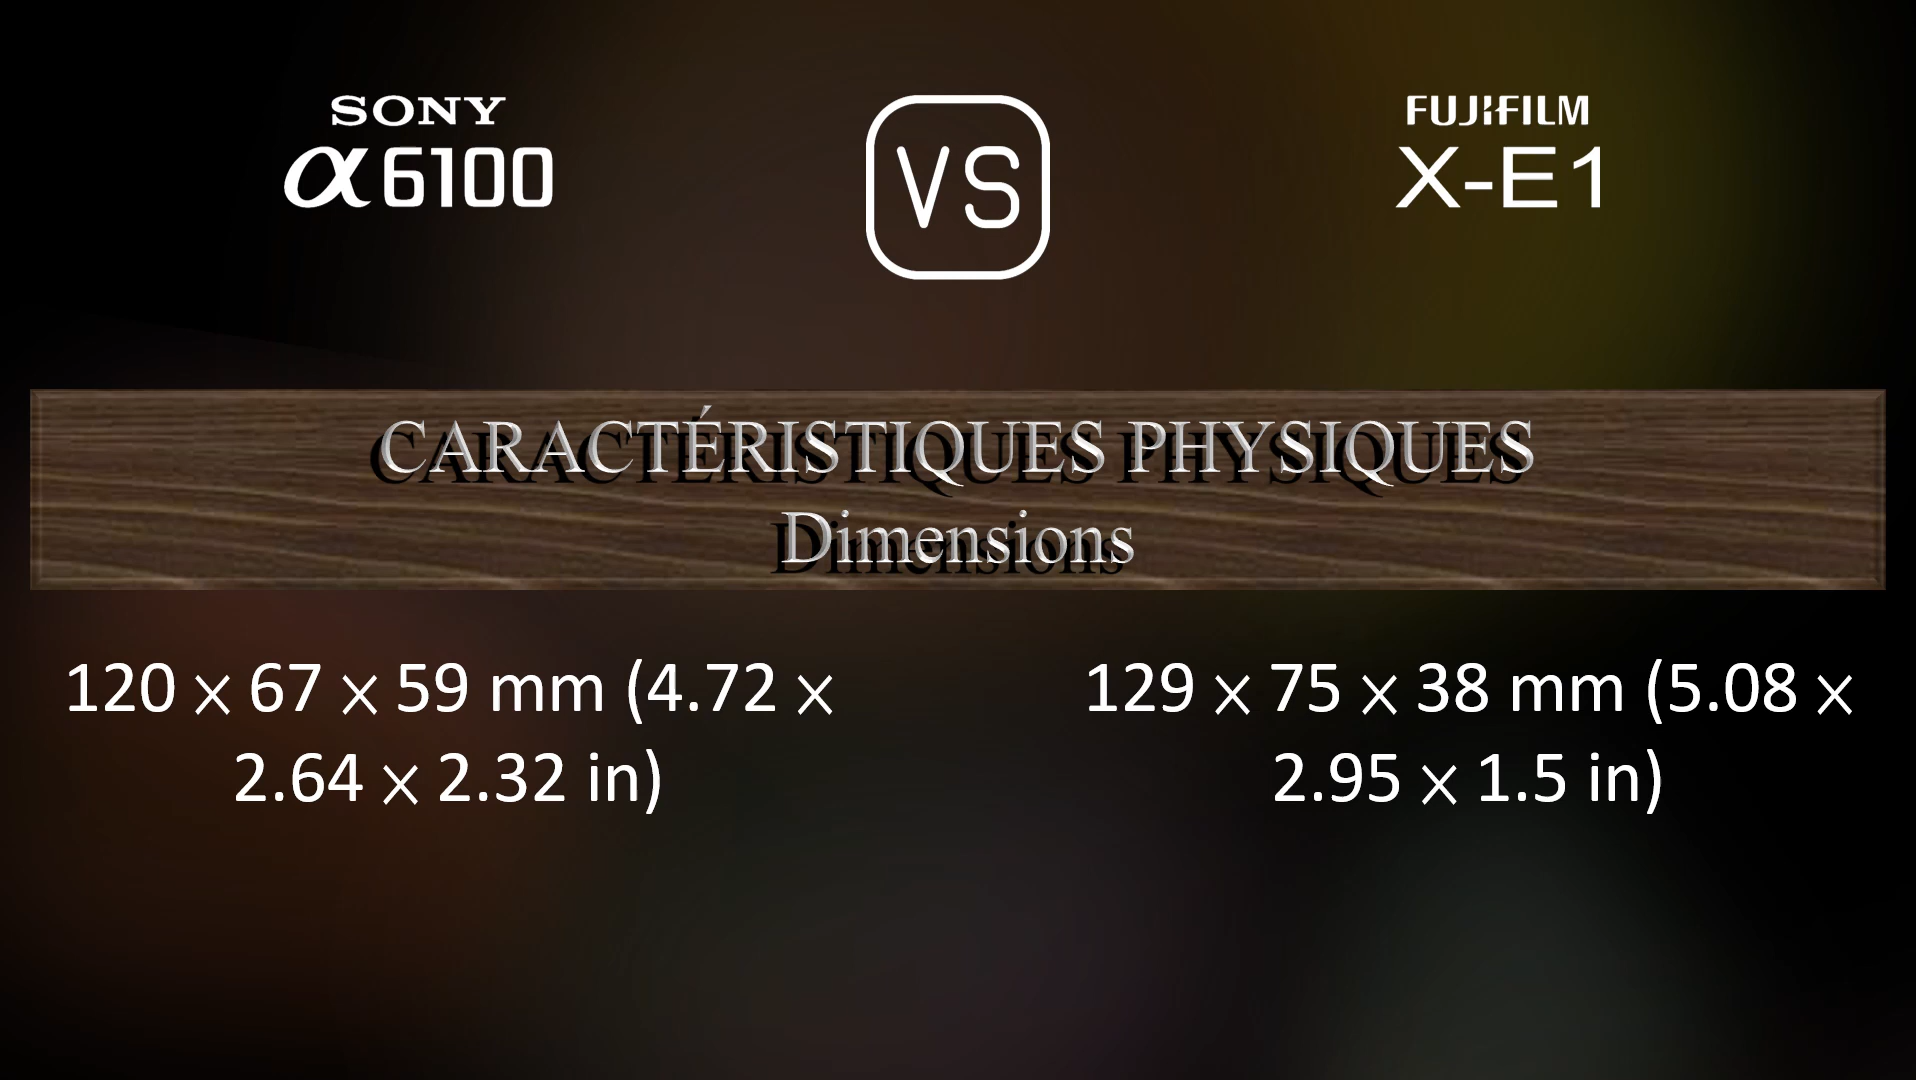 SONY
α6100
VS
FUJIFILM
X-E1
CARACTÉRISTIQUES PHYSIQUES
Dimensions
120 x 67 x 59 mm (4.72 x
2.64 x 2.32 in)
129 x 75 x 38 mm (5.08 x
2.95 x 1.5 in)